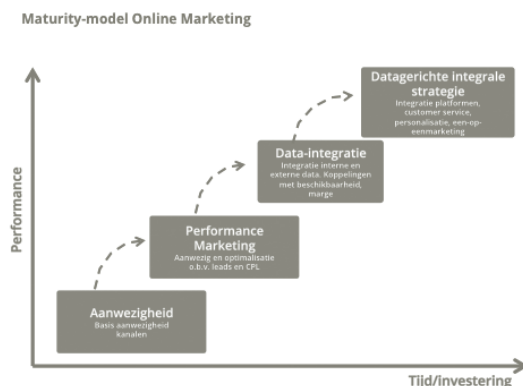 Maturity-model Online Marketing
Datagerichte integrale
strategie
Integratie platformen,
customer service,
personalisatie, een-op-
eenmarketing
Data-integratie
Integratie interne en
externe data. Koppelingen
met beschikbaarheid,
marge
Performance
Marketing
Aanwezig en optimalisatie
o.b.v. leads en CPL
Aanwezigheid
Basis aanwezigheid
kanalen
Performance
Tijd/investering